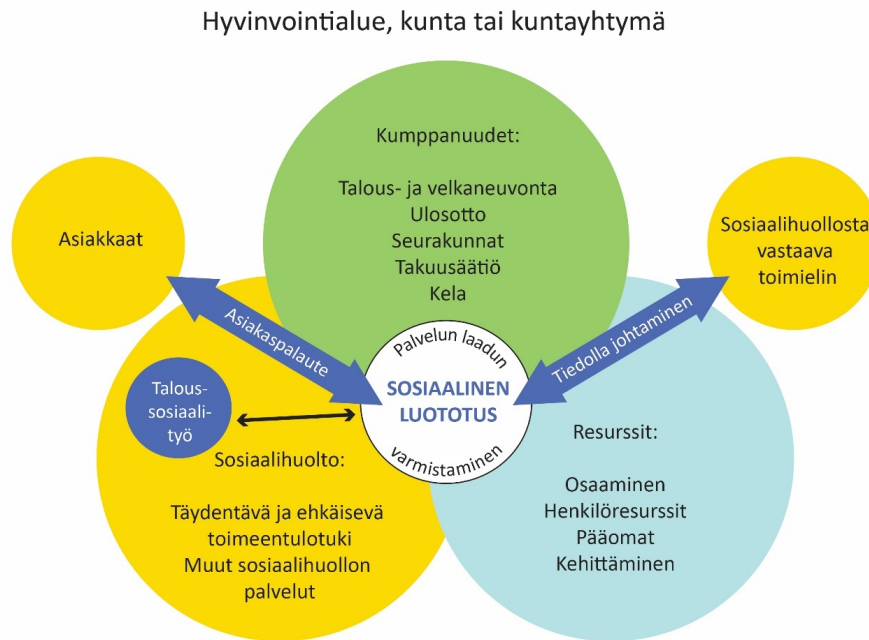 Hyvinvointialue, kunta tai kuntayhtymä
Kumppanuudet:
Talous- ja velkaneuvonta
Ulosotto
Seurakunnat
Takuusäätiö
Kela
Asiakkaat
Sosiaalihuollosta
vastaava
toimielin
Asiakaspalaute
Tiedolla johtaminen
Palvelun laadun
SOSIAALINEN
LUOTOTUS
varmistaminen
Talous-
sosiaali-
työ
Sosiaalihuolto:
Täydentävä ja ehkäisevä
toimeentulotuki
Muut sosiaalihuollon
palvelut
Resurssit:
Osaaminen
Henkilöresurssit
Pääomat
Kehittäminen